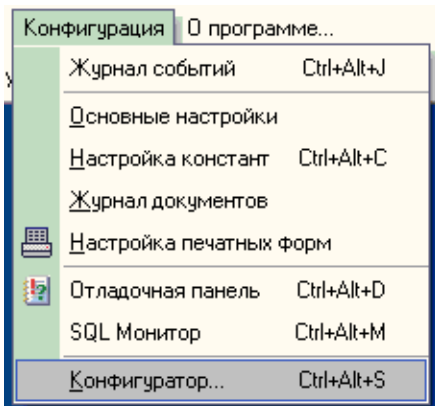 Конфигурация О программе...
Журнал событий Ctrl+Alt+J
Основные настройки
Настройка констант Ctrl+Alt+C
Журнал документов
Настройка печатных форм
Отладочная панель Ctrl+Alt+D
SQL Монитор Ctrl+Alt+M
Конфигуратор... Ctrl+Alt+S